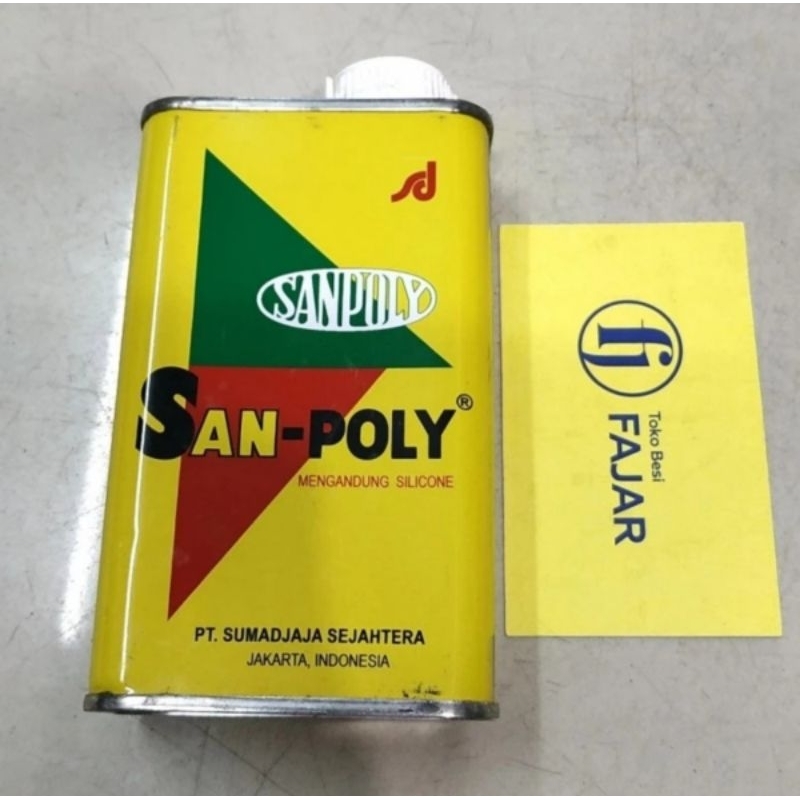 sd
SANPOLY
SAN-POLY®
MENGANDUNG SILICONE
PT. SUMADJAJA SEJAHTERA
JAKARTA, INDONESIA
fj
Toko Besi
FAJAR